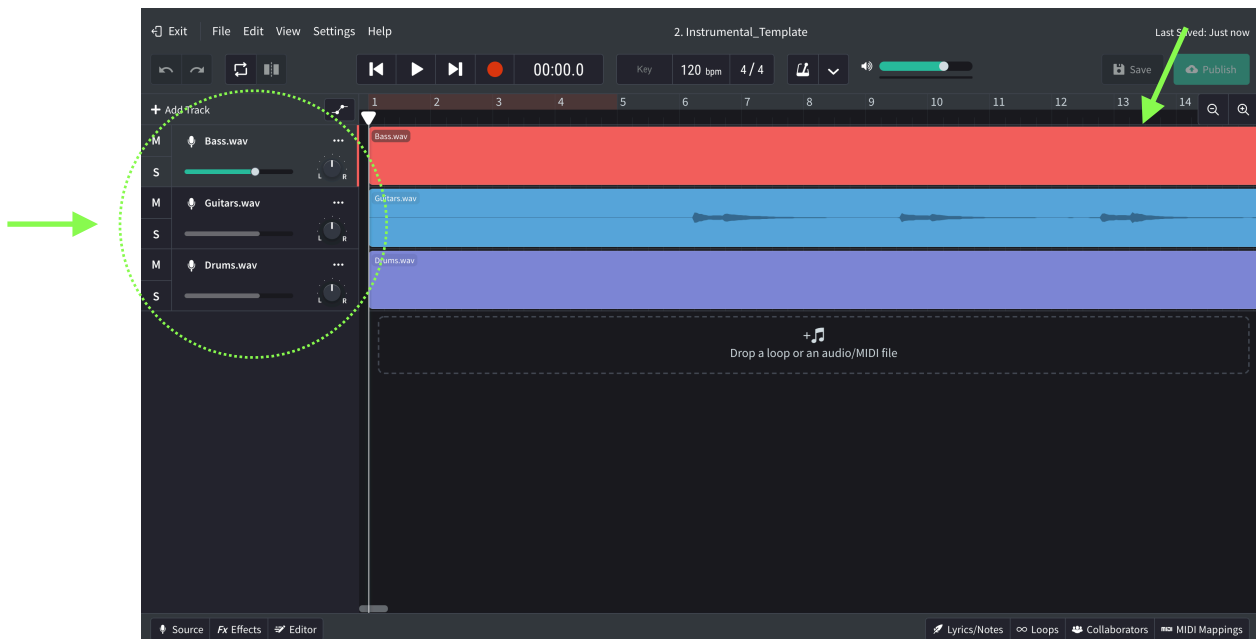 Exit File Edit View Settings Help 2. Instrumental_Template Last Saved: Just now
00:00.0 Key 120 bpm 4 / 4 Save Publish
+ Add Track 1 2 3 4 5 6 7 8 9 10 11 12 13 14
M Bass.wav Bass.wav
S L R
M Guitars.wav Guitars.wav
S L R
M Drums.wav Drums.wav
S L R
Drop a loop or an audio/MIDI file
Source Fx Effects Editor Lyrics/Notes Loops Collaborators MIDI MIDI Mappings